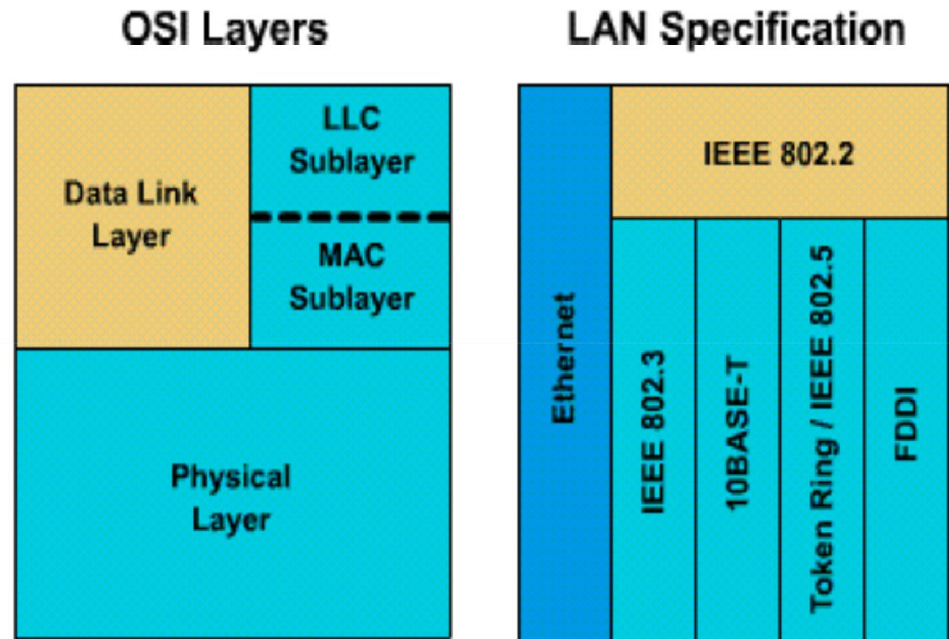 OSI Layers
LAN Specification
Data Link
Layer
LLC
Sublayer
MAC
Sublayer
Physical
Layer
IEEE 802.2
Ethernet
IEEE 802.3
10BASE-T
Token Ring / IEEE 802.5
FDDI